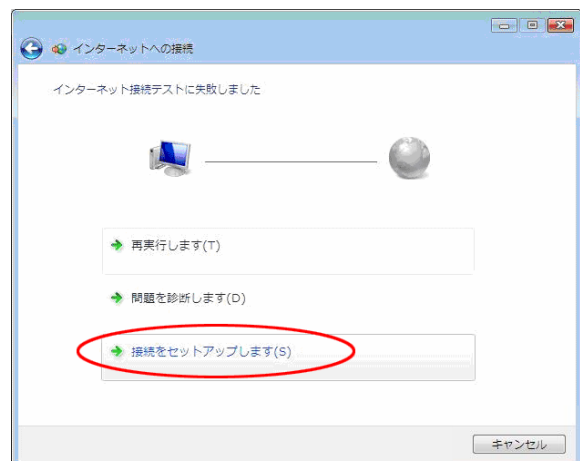 インターネットへの接続
インターネット接続テストに失敗しました
再実行します(T)
問題を診断します(D)
接続をセットアップします(S)
キャンセル